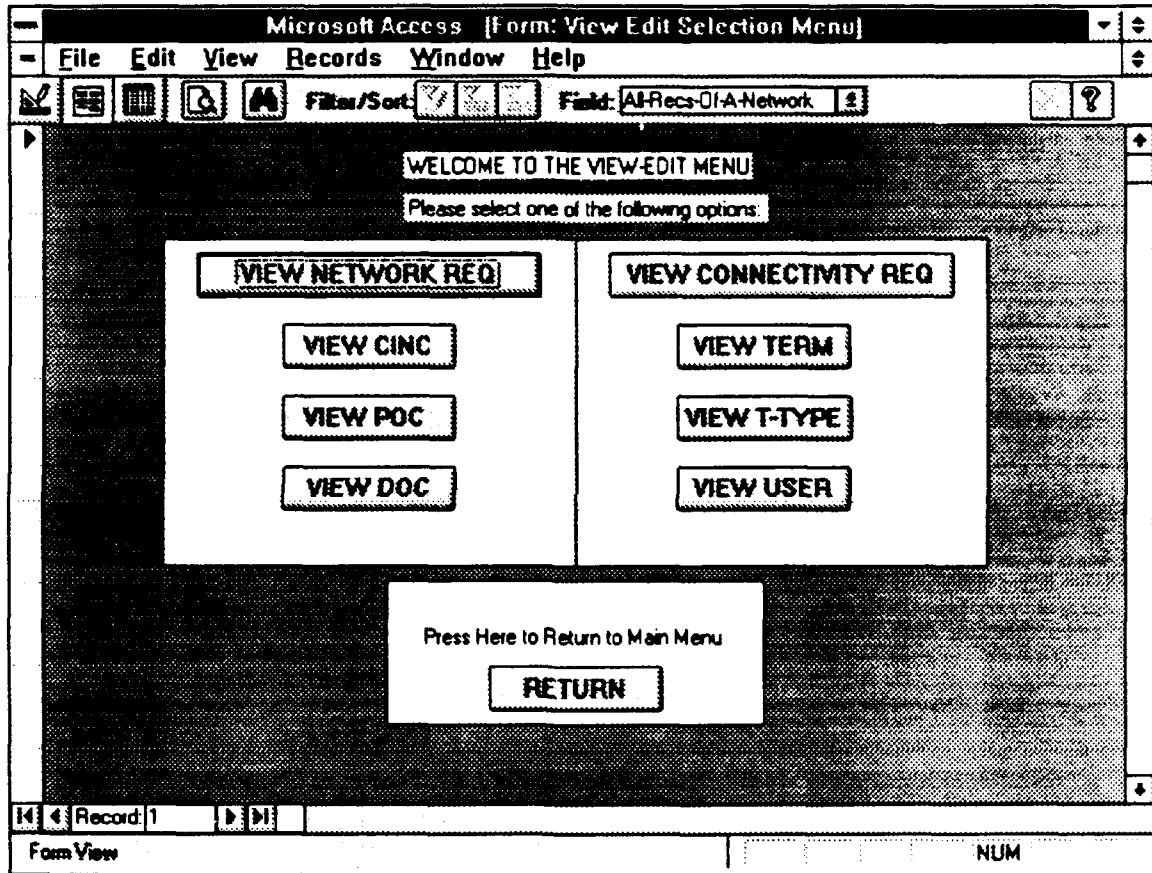 Microsoft Access [Form: View Edit Selection Menu]
File Edit View Records Window Help
Filter/Sort: Field: All-Recs-Of-A-Network
WELCOME TO THE VIEW-EDIT MENU
Please select one of the following options:
VIEW NETWORK REQ VIEW CONNECTIVITY REQ
VIEW CINC VIEW TERM
VIEW POC VIEW T-TYPE
VIEW DOC VIEW USER
Press Here to Return to Main Menu
RETURN
Record: 1
Form View NUM